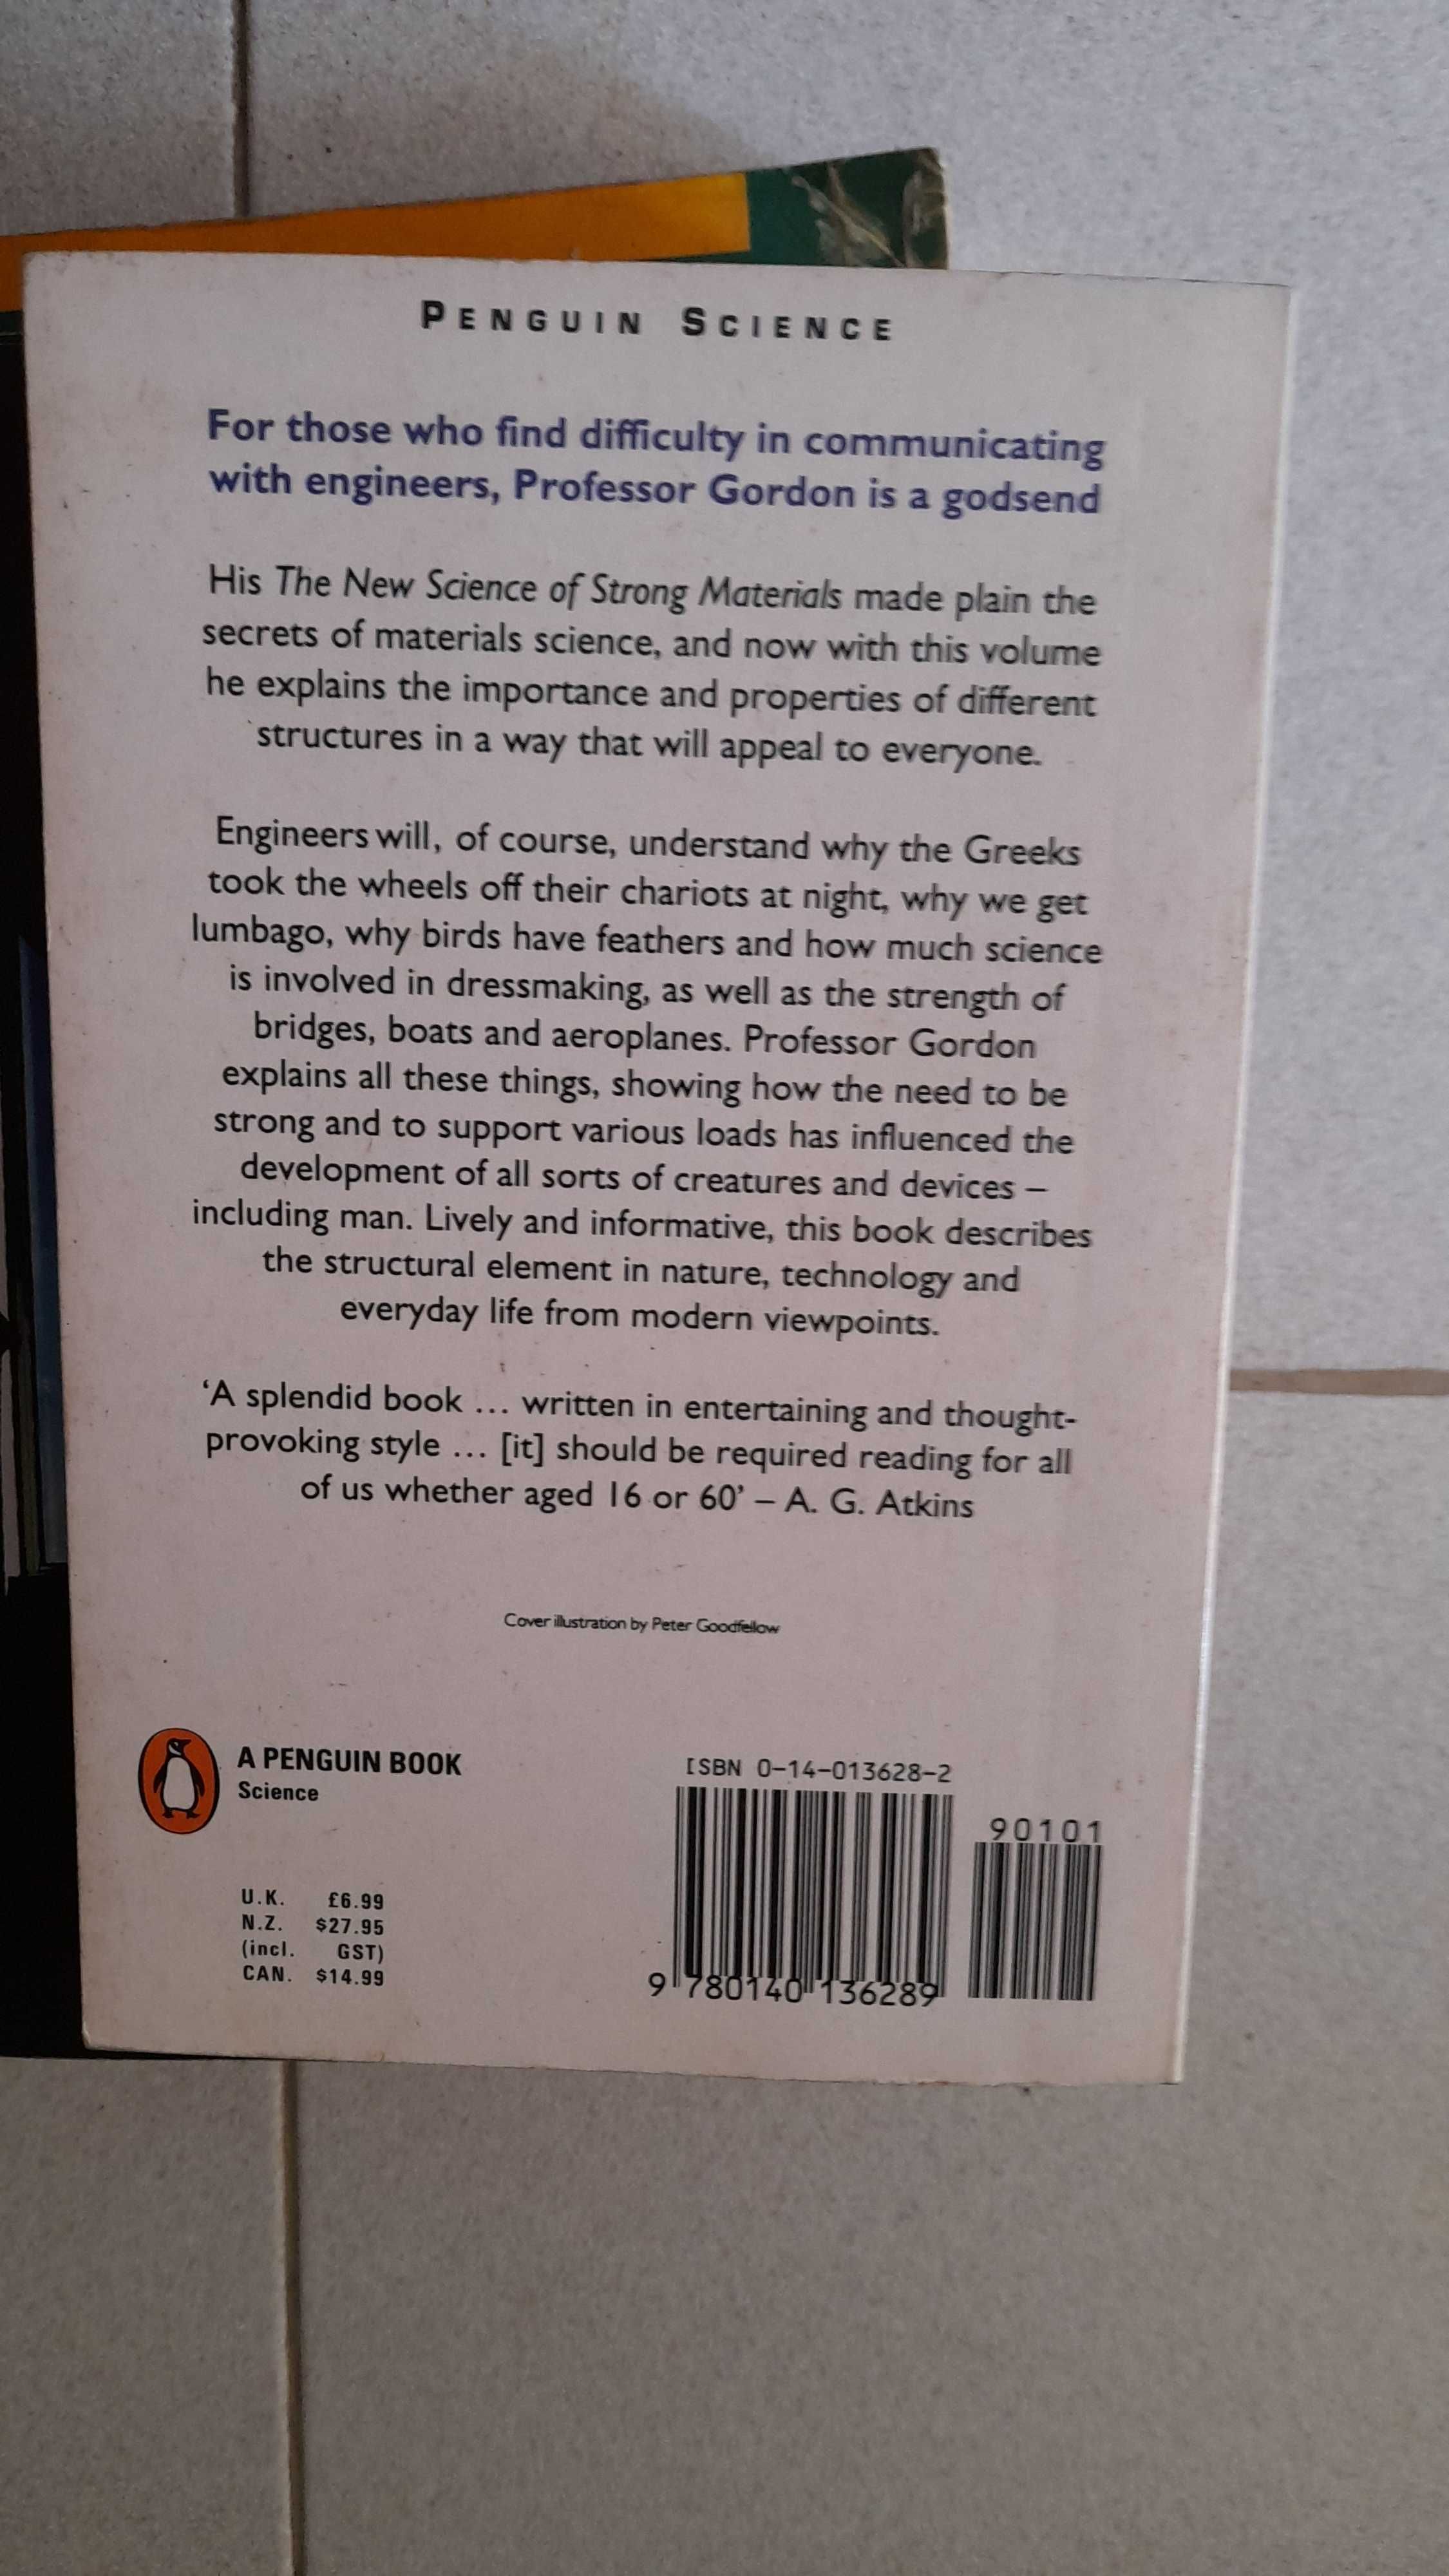 PENGUIN SCIENCE
For those who find difficulty in communicating
with engineers, Professor Gordon is a godsend
His The New Science of Strong Materials made plain the
secrets of materials science, and now with this volume
he explains the importance and properties of different
structures in a way that will appeal to everyone.
Engineers will, of course, understand why the Greeks
took the wheels off their chariots at night, why we get
lumbago, why birds have feathers and how much science
is involved in dressmaking, as well as the strength of
bridges, boats and aeroplanes. Professor Gordon
explains all these things, showing how the need to be
strong and to support various loads has influenced the
development of all sorts of creatures and devices –
including man. Lively and informative, this book describes
the structural element in nature, technology and
everyday life from modern viewpoints.
‘A splendid book ... written in entertaining and thought-
provoking style ... [it] should be required reading for all
of us whether aged 16 or 60’ – A. G. Atkins
Cover illustration by Peter Goodfellow
A PENGUIN BOOK
Science
U.K. £6.99
N.Z. $27.95
(incl. GST)
CAN. $14.99
ISBN 0-14-013628-2
90101
9 780140 136289